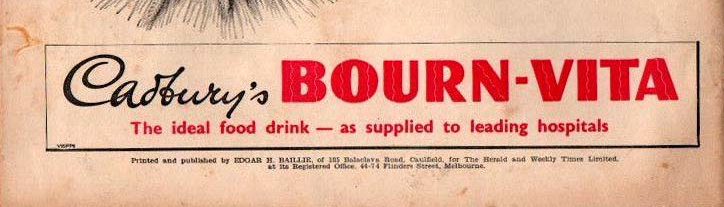 Cadbury's BOURN-VITA
The ideal food drink — as supplied to leading hospitals
Printed and published by EDGAR H. BAILLIE, of 185 Balaclava Road, Caulfield, for The Herald and Weekly Times Limited,
at its Registered Office, 44-74 Flinders Street, Melbourne.